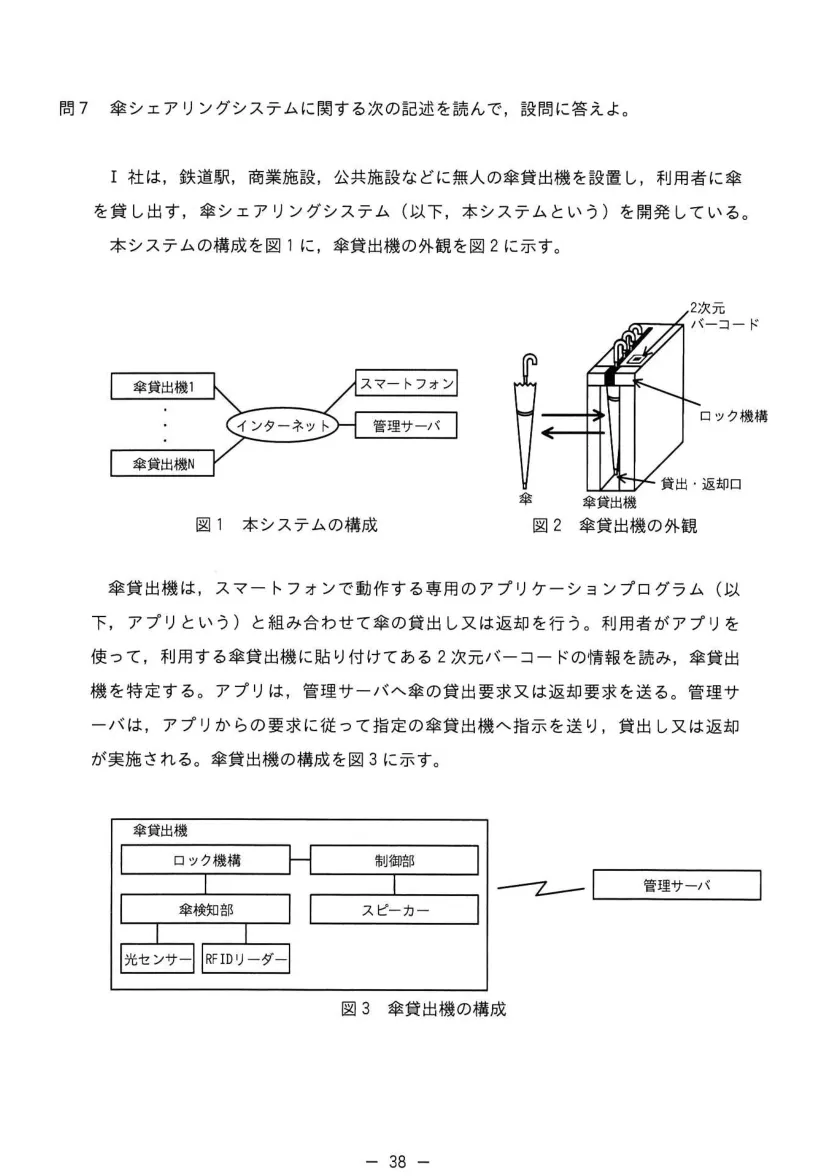 問7 傘シェアリングシステムに関する次の記述を読んで，設問に答えよ。
I 社は，鉄道駅，商業施設，公共施設などに無人の傘貸出機を設置し，利用者に傘
を貸し出す，傘シェアリングシステム（以下，本システムという）を開発している。
本システムの構成を図1に，傘貸出機の外観を図2に示す。
傘貸出機1
・
・
・
傘貸出機N
インターネット
スマートフォン
管理サーバ
図1 本システムの構成
2次元
バーコード
ロック機構
貸出・返却口
傘
傘貸出機
図2 傘貸出機の外観
傘貸出機は，スマートフォンで動作する専用のアプリケーションプログラム（以
下，アプリという）と組み合わせて傘の貸出し又は返却を行う。利用者がアプリを
使って，利用する傘貸出機に貼り付けてある2次元バーコードの情報を読み，傘貸出
機を特定する。アプリは，管理サーバへ傘の貸出要求又は返却要求を送る。管理サ
ーバは，アプリからの要求に従って指定の傘貸出機へ指示を送り，貸出し又は返却
が実施される。傘貸出機の構成を図3に示す。
傘貸出機
ロック機構
制御部
傘検知部
スピーカー
光センサー
RFIDリーダー
管理サーバ
図3 傘貸出機の構成
－ 38 －